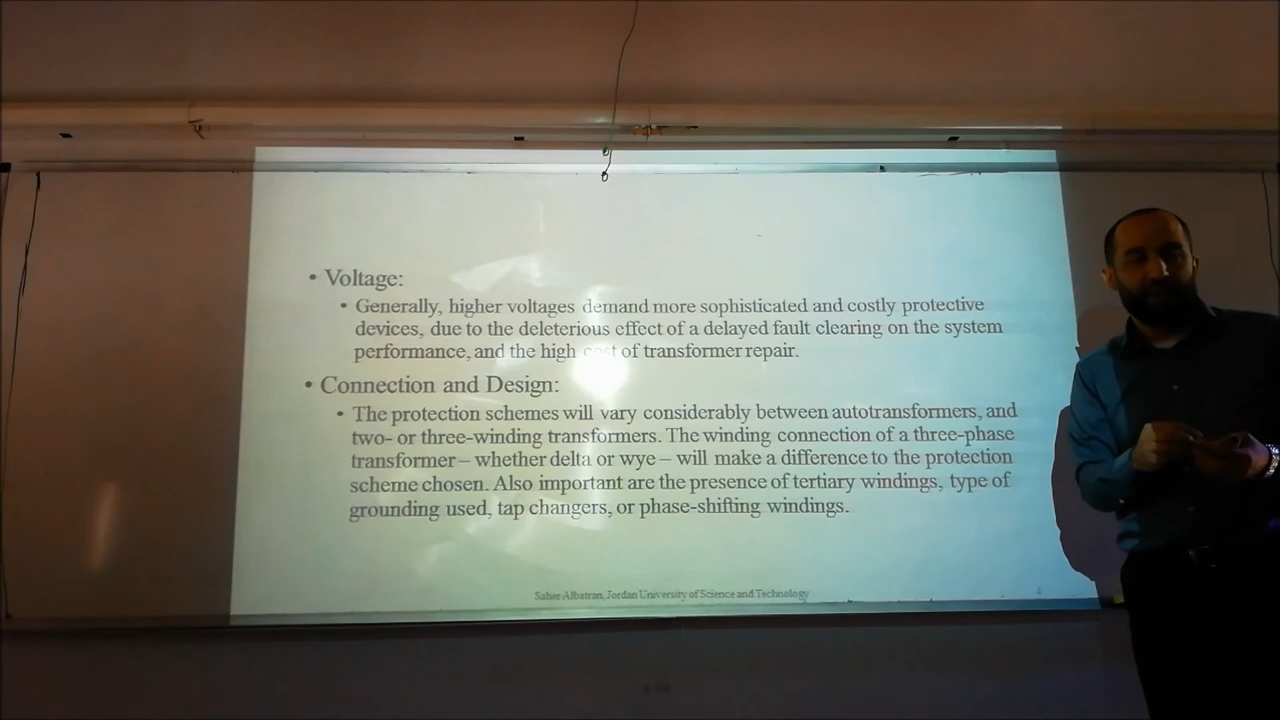 • Voltage:
• Generally, higher voltages demand more sophisticated and costly protective
devices, due to the deleterious effect of a delayed fault clearing on the system
performance, and the high cost of transformer repair.
• Connection and Design:
• The protection schemes will vary considerably between autotransformers, and
two- or three-winding transformers. The winding connection of a three-phase
transformer – whether delta or wye – will make a difference to the protection
scheme chosen. Also important are the presence of tertiary windings, type of
grounding used, tap changers, or phase-shifting windings.
Saher Albatran, Jordan University of Science and Technology